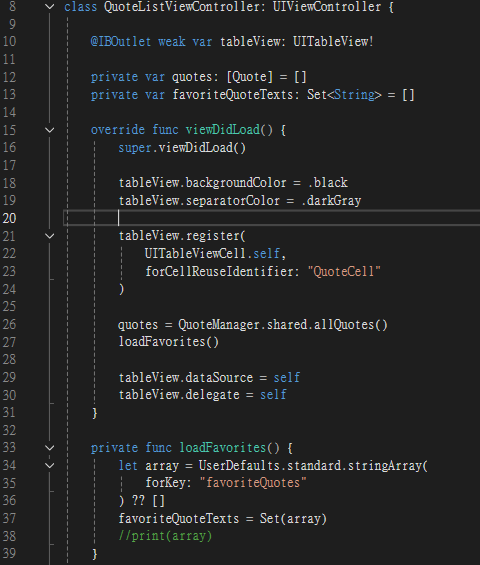 8 class QuoteListViewController: UIViewController {
9
10 @IBOutlet weak var tableView: UITableView!
11
12 private var quotes: [Quote] = []
13 private var favoriteQuoteTexts: Set<String> = []
14
15 override func viewDidLoad() {
16 super.viewDidLoad()
17
18 tableView.backgroundColor = .black
19 tableView.separatorColor = .darkGray
20
21 tableView.register(
22 UITableViewCell.self,
23 forCellReuseIdentifier: "QuoteCell"
24 )
25
26 quotes = QuoteManager.shared.allQuotes()
27 loadFavorites()
28
29 tableView.dataSource = self
30 tableView.delegate = self
31 }
32
33 private func loadFavorites() {
34 let array = UserDefaults.standard.stringArray(
35 forKey: "favoriteQuotes"
36 ) ?? []
37 favoriteQuoteTexts = Set(array)
38 //print(array)
39 }